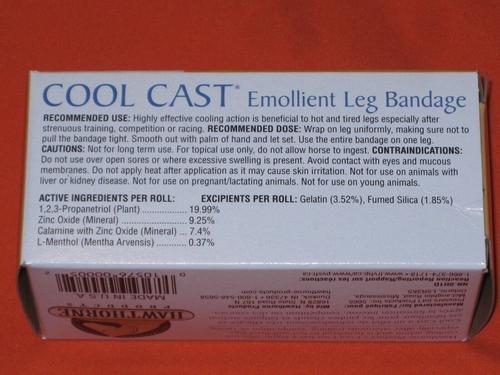 COOL CAST® Emollient Leg Bandage
RECOMMENDED USE: Highly effective cooling action is beneficial to hot and tired legs especially after
strenuous training, competition or racing. RECOMMENDED DOSE: Wrap on leg uniformly, making sure not to
pull the bandage tight. Smooth out with palm of hand and let set. Use the entire bandage on one leg.
CAUTIONS: Not for long term use. For topical use only, do not allow horse to ingest. CONTRAINDICATIONS:
Do not use over open sores or where excessive swelling is present. Avoid contact with eyes and mucous
membranes. Do not apply heat after application as it may cause skin irritation. Not for use on animals with
liver or kidney disease. Not for use on pregnant/lactating animals. Not for use on young animals.
ACTIVE INGREDIENTS PER ROLL: EXCIPIENTS PER ROLL: Gelatin (3.52%), Fumed Silica (1.85%)
1,2,3-Propanetriol (Plant) ................ 19.99%
Zinc Oxide (Mineral) ........................ 9.25%
Calamine with Zinc Oxide (Mineral) ... 7.4%
L-Menthol (Mentha Arvensis) ........... 0.37%
MADE IN U.S.A
HAWTHORNE
PRODUCTS